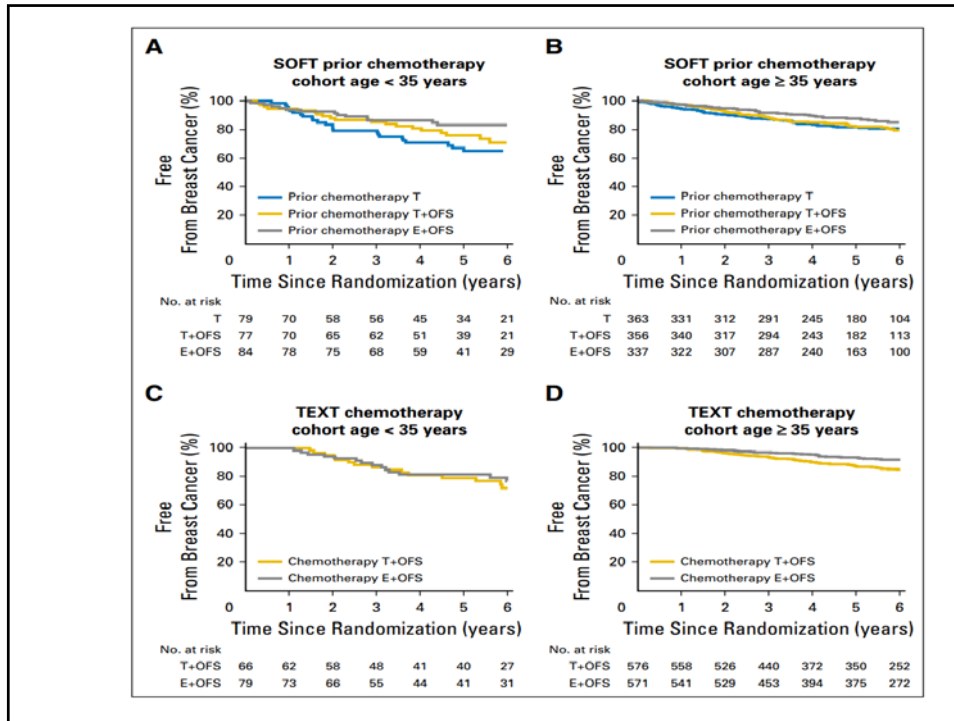 A
SOFT prior chemotherapy
cohort age < 35 years
Free
From Breast Cancer (%)
100
80
60
40
20
Prior chemotherapy T
Prior chemotherapy T+OFS
Prior chemotherapy E+OFS
0 1 2 3 4 5 6
Time Since Randomization (years)
No. at risk
T 79 70 58 56 45 34 21
T+OFS 77 70 65 62 51 39 21
E+OFS 84 78 75 68 59 41 29
B
SOFT prior chemotherapy
cohort age ≥ 35 years
Free
From Breast Cancer (%)
100
80
60
40
20
Prior chemotherapy T
Prior chemotherapy T+OFS
Prior chemotherapy E+OFS
0 1 2 3 4 5 6
Time Since Randomization (years)
No. at risk
T 363 331 312 291 245 180 104
T+OFS 356 340 317 294 243 182 113
E+OFS 337 322 307 287 240 163 100
C
TEXT chemotherapy
cohort age < 35 years
Free
From Breast Cancer (%)
100
80
60
40
20
Chemotherapy T+OFS
Chemotherapy E+OFS
0 1 2 3 4 5 6
Time Since Randomization (years)
No. at risk
T+OFS 66 62 58 48 41 40 27
E+OFS 79 73 66 55 44 41 31
D
TEXT chemotherapy
cohort age ≥ 35 years
Free
From Breast Cancer (%)
100
80
60
40
20
Chemotherapy T+OFS
Chemotherapy E+OFS
0 1 2 3 4 5 6
Time Since Randomization (years)
No. at risk
T+OFS 576 558 526 440 372 350 252
E+OFS 571 541 529 453 394 375 272